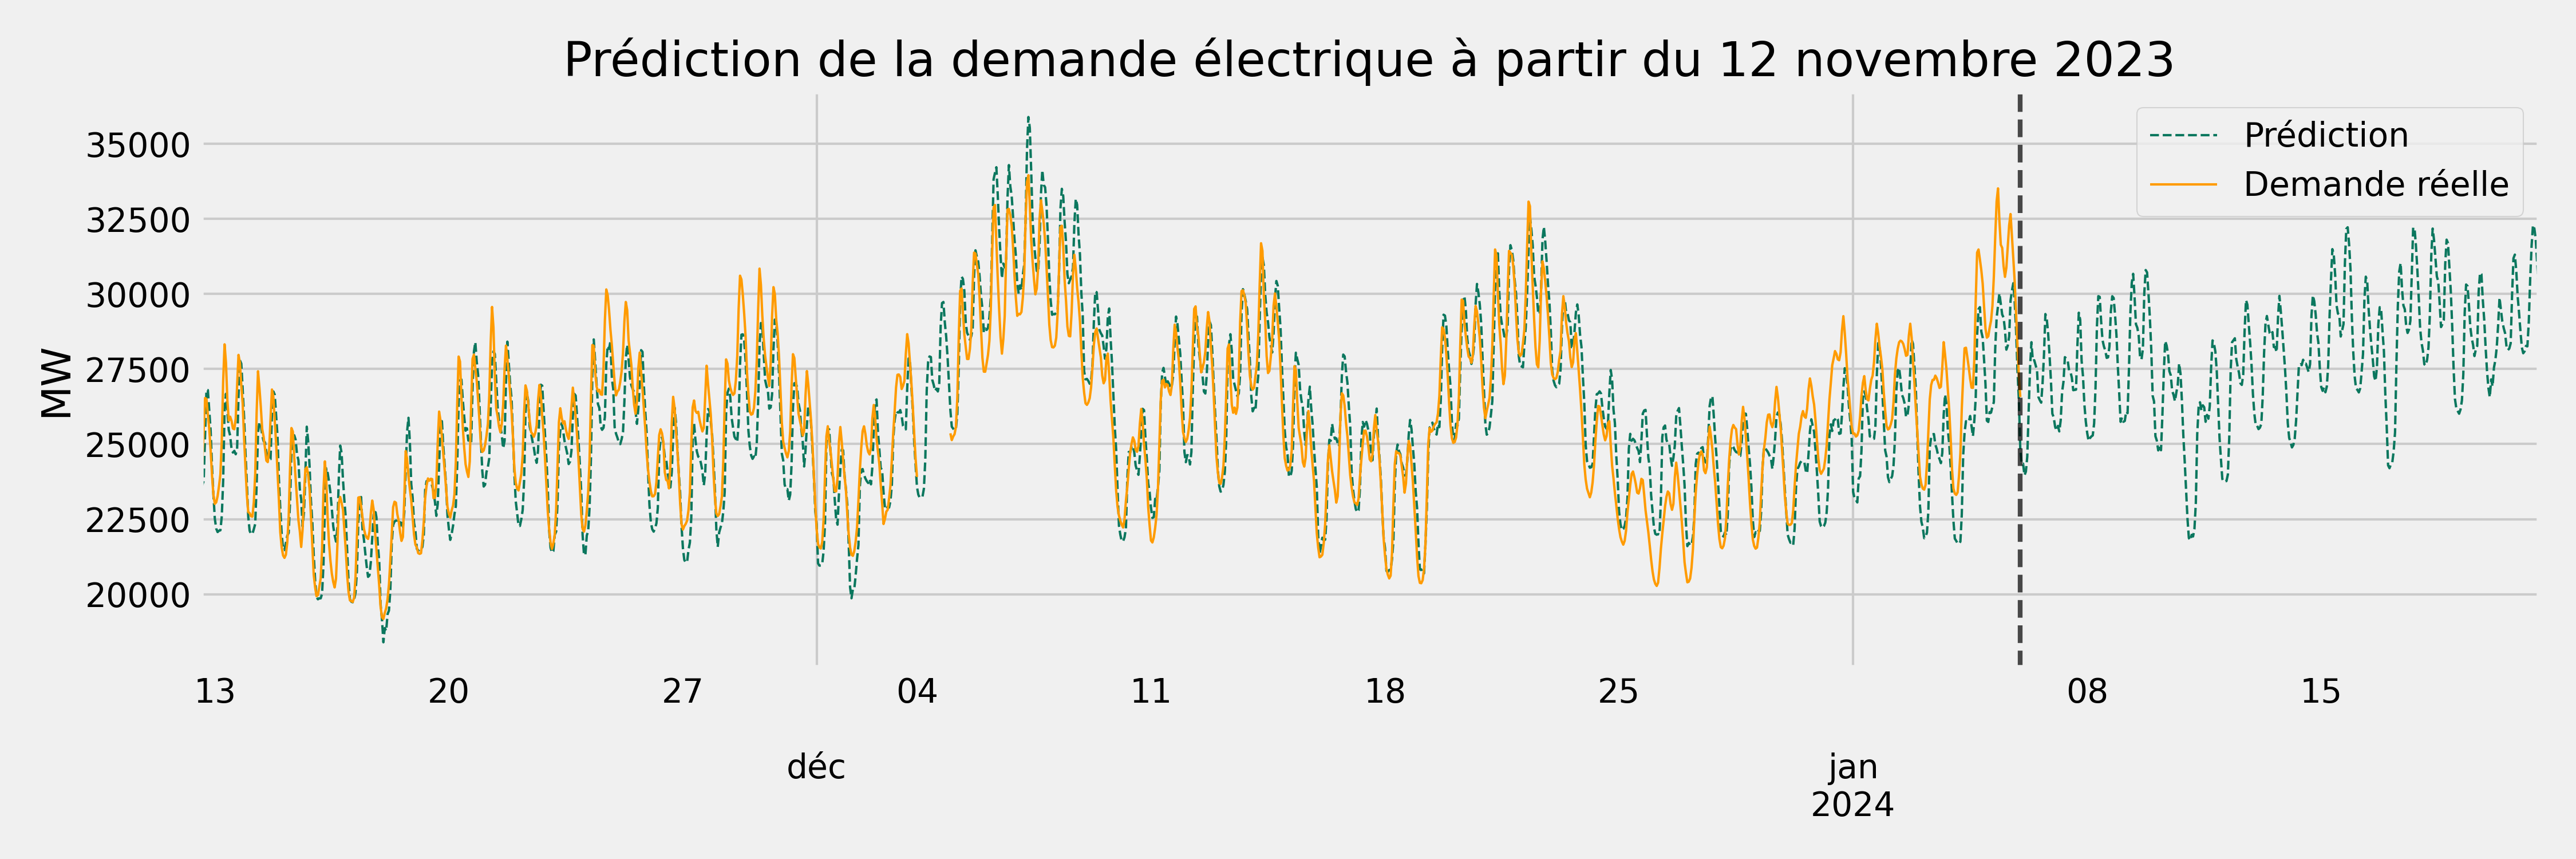 Prédiction de la demande électrique à partir du 12 novembre 2023
Prédiction
Demande réelle
MW
35000
32500
30000
27500
25000
22500
20000
13 20 27 04 11 18 25 08 15
déc jan
2024